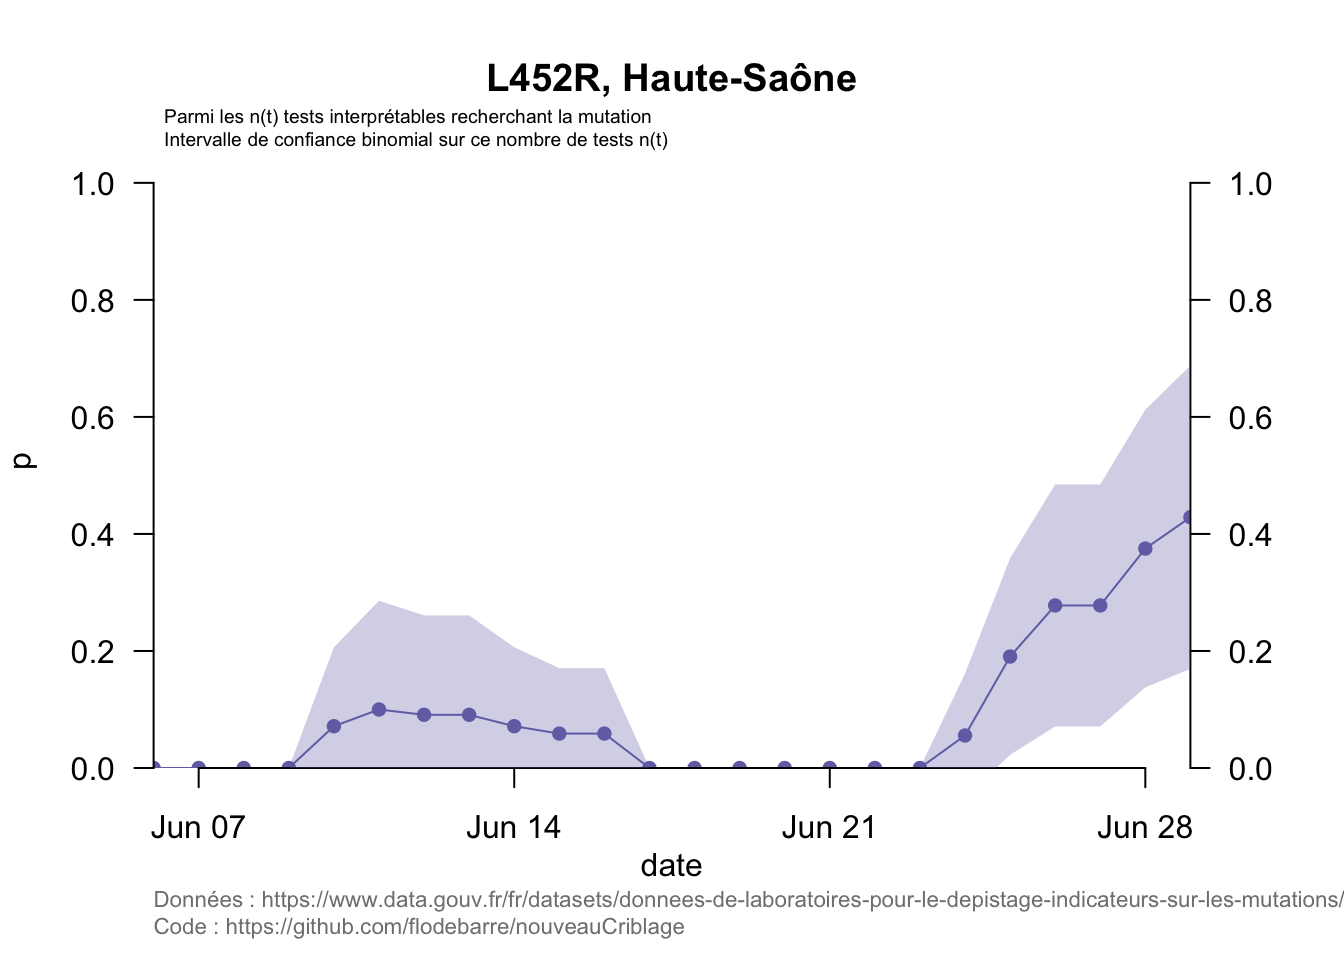 L452R, Haute-Saône
Parmi les n(t) tests interprétables recherchant la mutation
Intervalle de confiance binomial sur ce nombre de tests n(t)
1.0 1.0
0.8 0.8
0.6 0.6
p
0.4 0.4
0.2 0.2
0.0 0.0
Jun 07 Jun 14 Jun 21 Jun 28
date
Données : https://www.data.gouv.fr/fr/datasets/donnees-de-laboratoires-pour-le-depistage-indicateurs-sur-les-mutations/
Code : https://github.com/flodebarre/nouveauCriblage